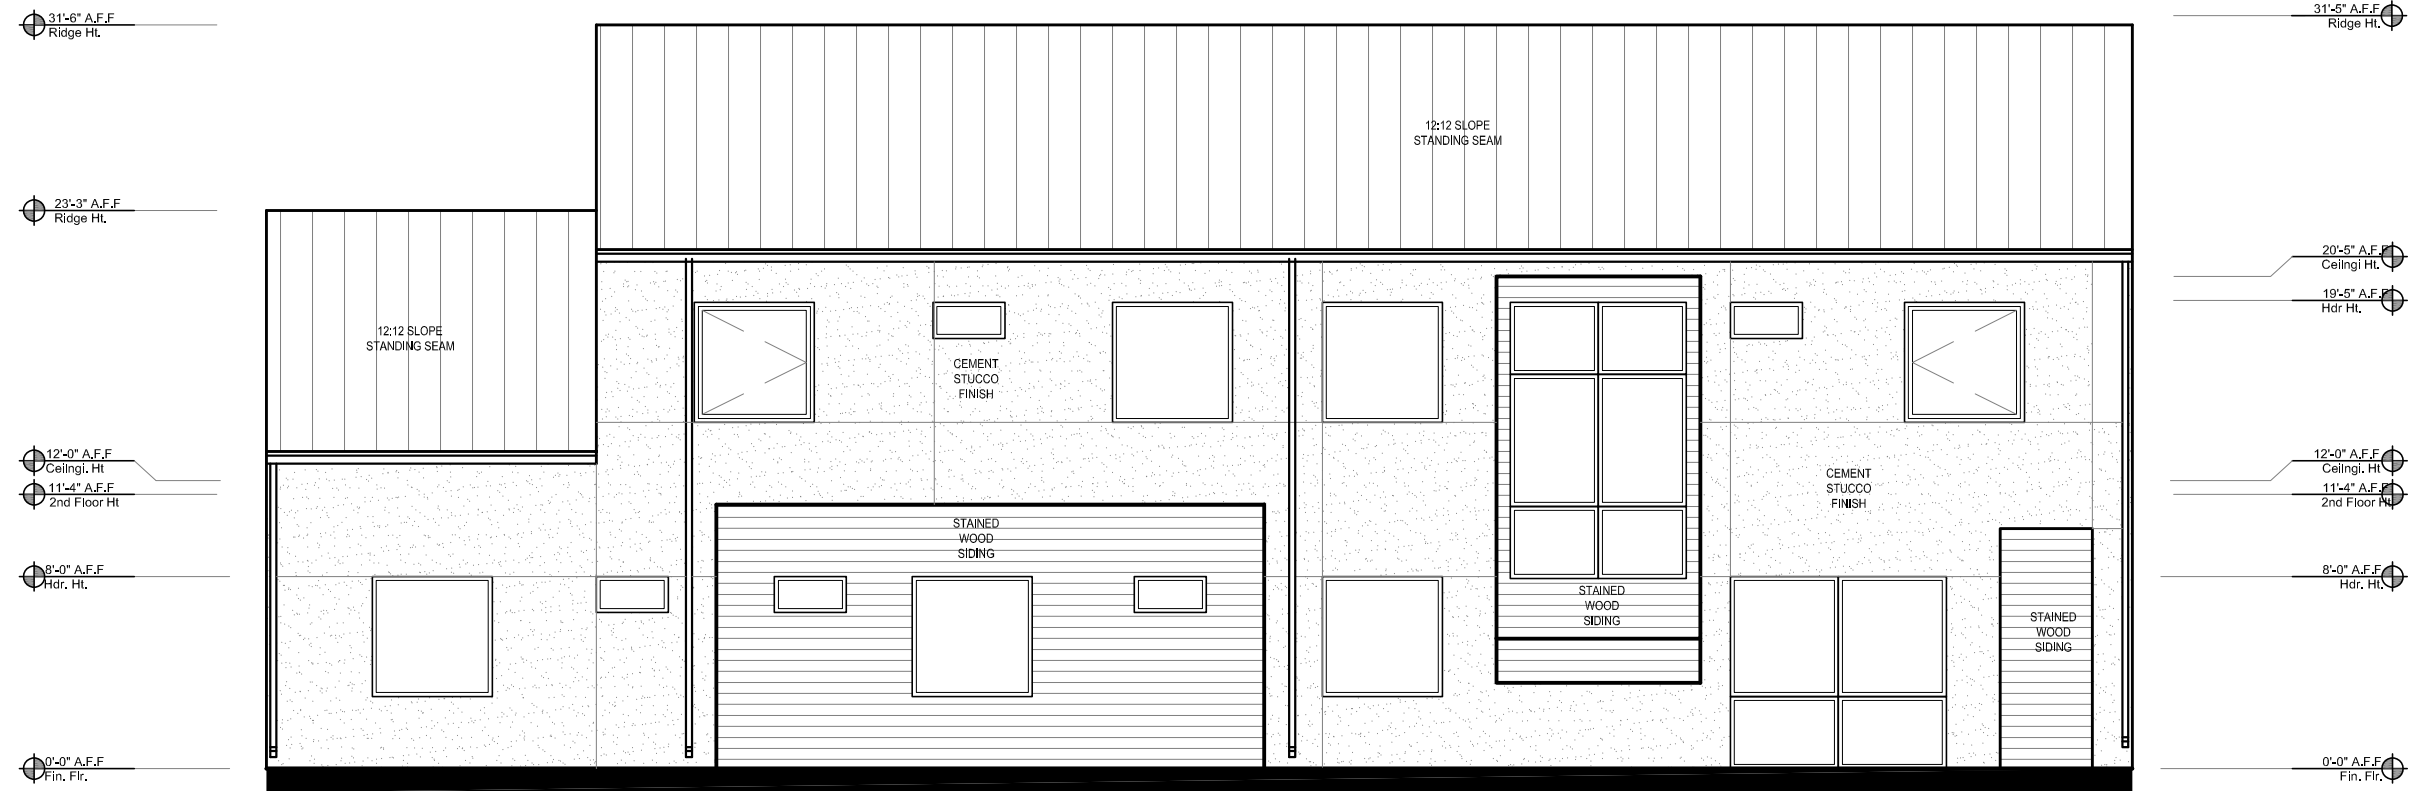 31'-6" A.F.F
Ridge Ht.
31'-5" A.F.F
Ridge Ht.
12:12 SLOPE
STANDING SEAM
23'-3" A.F.F
Ridge Ht.
20'-5" A.F.F
Ceilngi Ht.
19'-5" A.F.F
Hdr Ht.
12:12 SLOPE
STANDING SEAM
CEMENT
STUCCO
FINISH
12'-0" A.F.F
Ceilngi. Ht
11'-4" A.F.F
2nd Floor Ht
CEMENT
STUCCO
FINISH
12'-0" A.F.F
Ceilngi. Ht
11'-4" A.F.F
2nd Floor Ht
STAINED
WOOD
SIDING
8'-0" A.F.F
Hdr. Ht.
STAINED
WOOD
SIDING
STAINED
WOOD
SIDING
8'-0" A.F.F
Hdr. Ht.
0'-0" A.F.F
Fin. Flr.
0'-0" A.F.F
Fin. Flr.